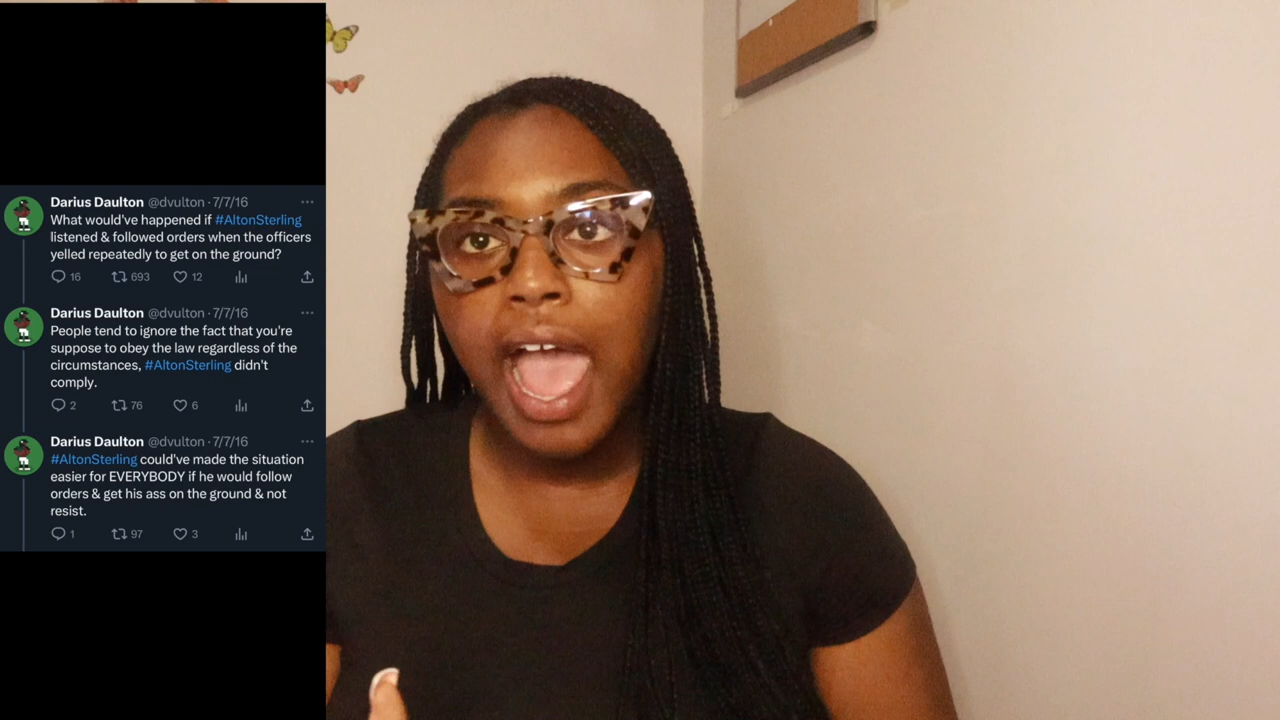 Darius Daulton @dvulton · 7/7/16
What would've happened if #AltonSterling
listened & followed orders when the officers
yelled repeatedly to get on the ground?
16 693 12
Darius Daulton @dvulton · 7/7/16
People tend to ignore the fact that you're
suppose to obey the law regardless of the
circumstances, #AltonSterling didn't
comply.
2 76 6
Darius Daulton @dvulton · 7/7/16
#AltonSterling could've made the situation
easier for EVERYBODY if he would follow
orders & get his ass on the ground & not
resist.
1 97 3